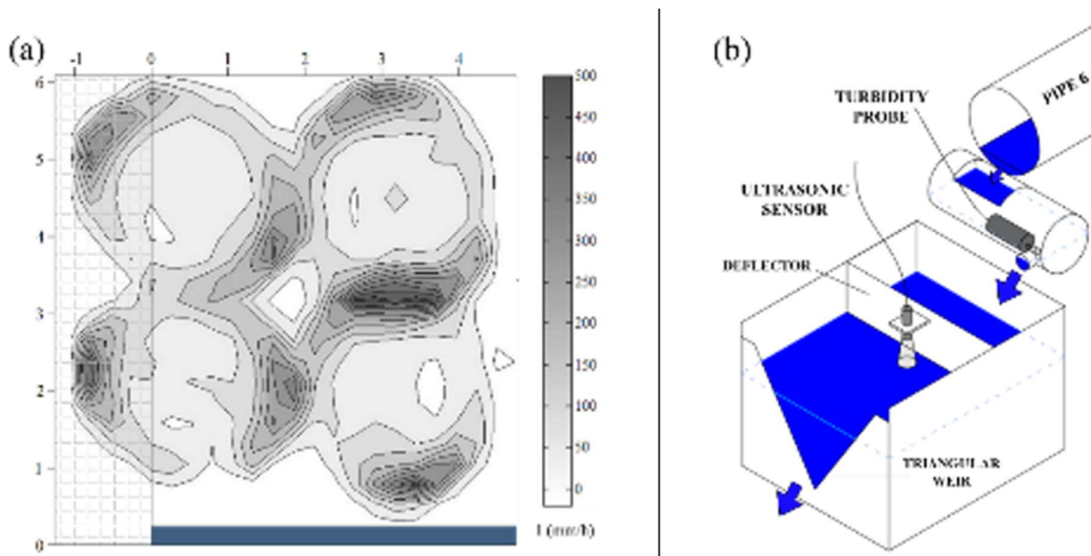 (a)
-1 0 1 2 3 4
6
5
4
3
2
1
0
500
450
400
350
300
250
200
150
100
50
0
I (mm/h)
(b)
PIPE 6
TURBIDITY
PROBE
ULTRASONIC
SENSOR
DEFLECTOR
TRIANGULAR
WEIR